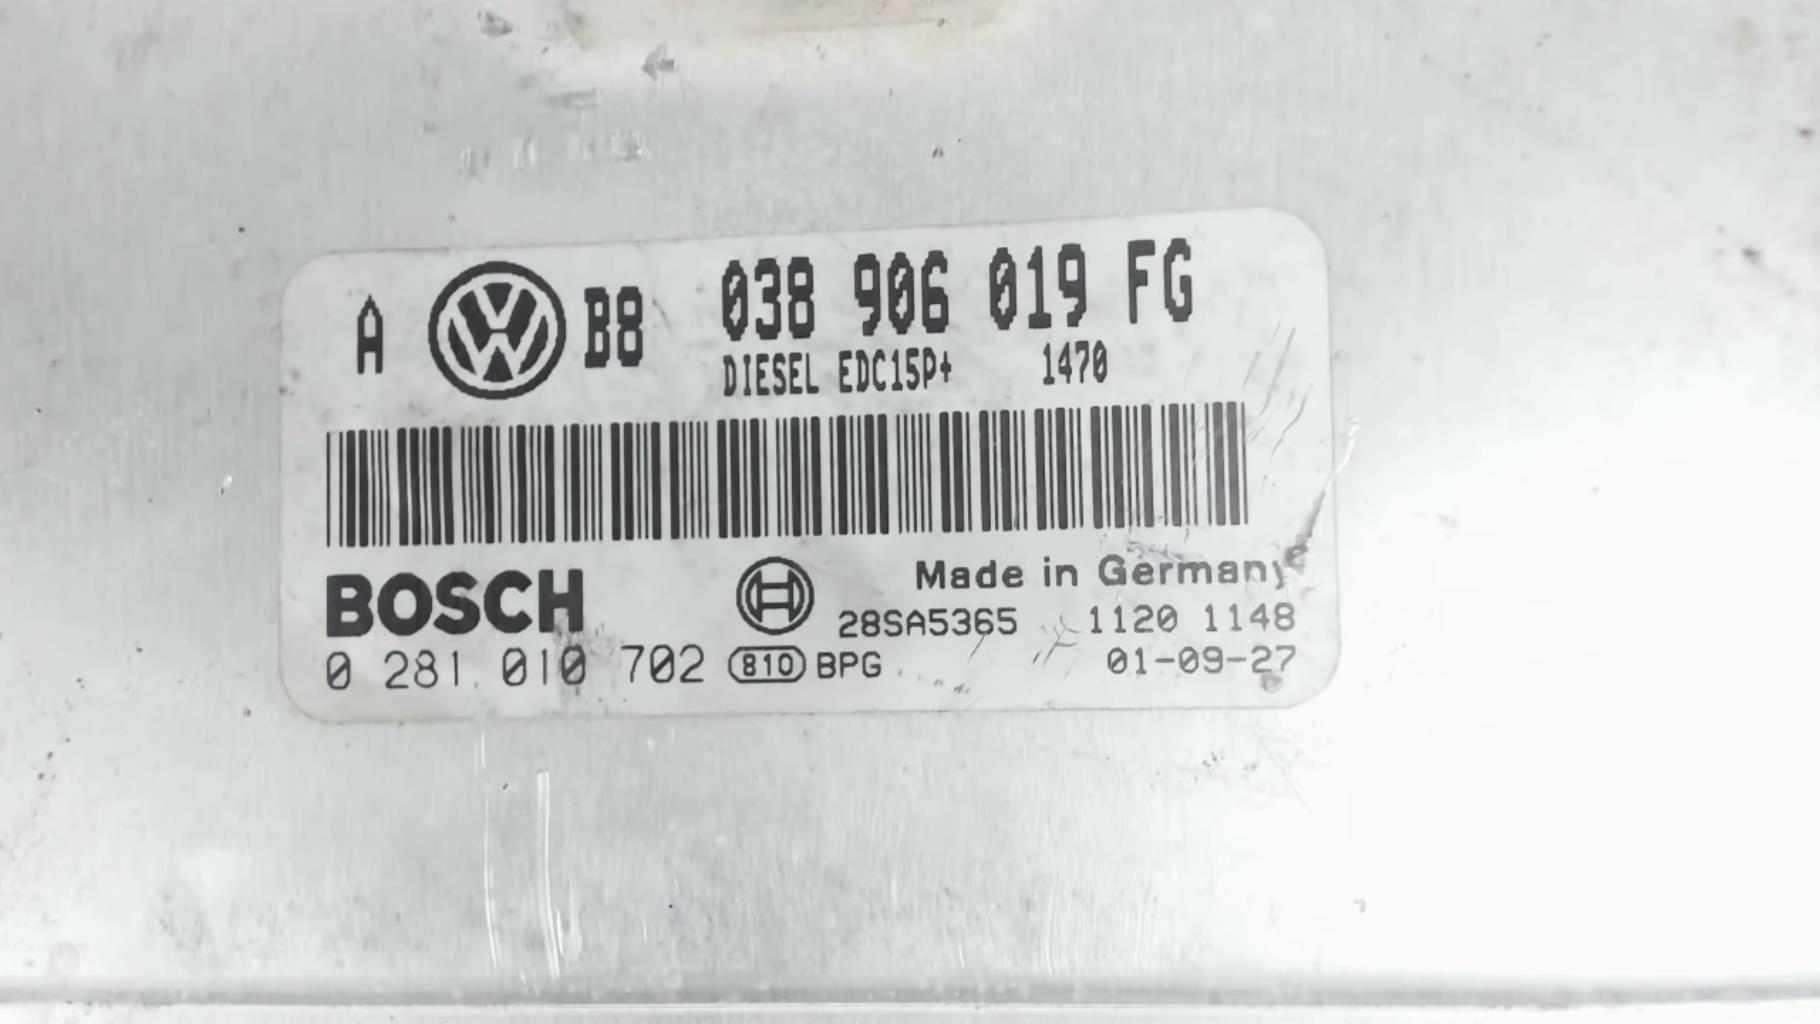 A VW B8 038 906 019 FG
DIESEL EDC15P+ 1470
BOSCH Made in Germany
28SA5365 1120 1148
0 281 010 702 810 BPG 01-09-27